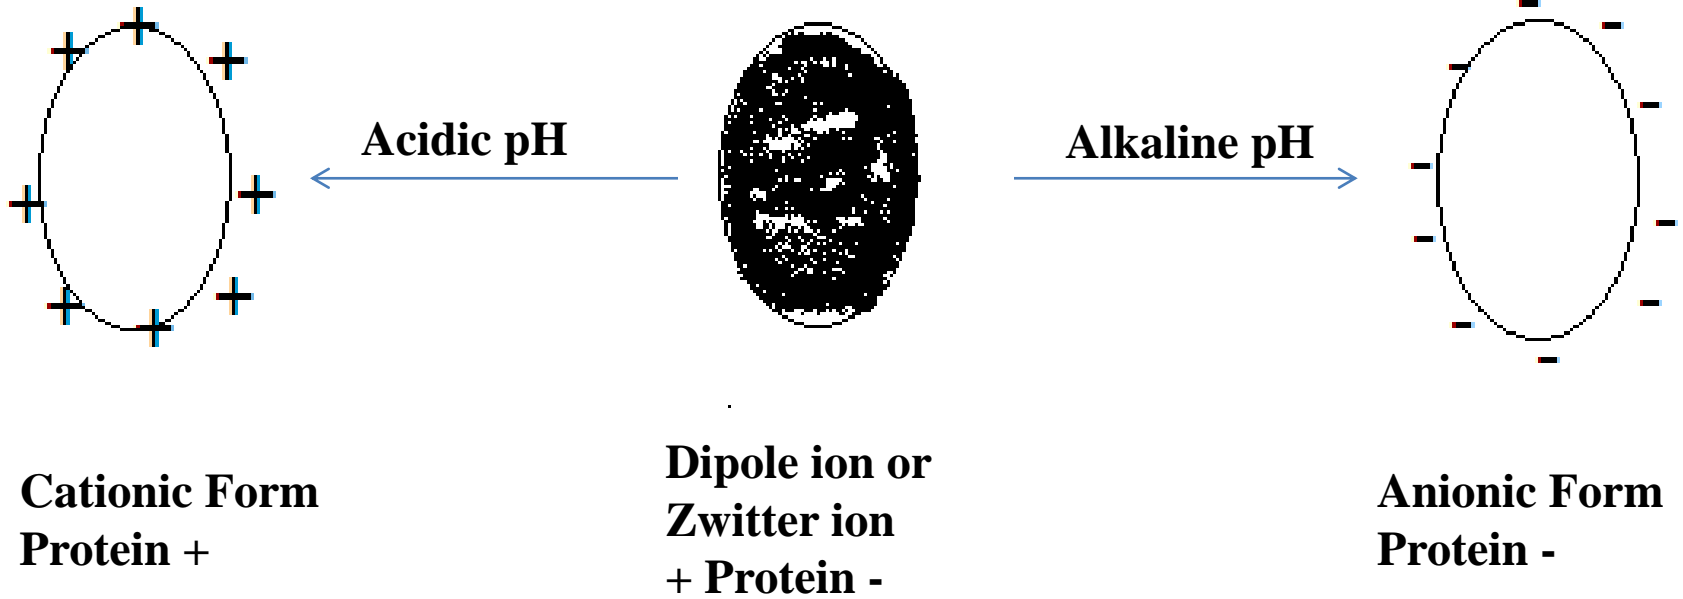 Acidic pH
Alkaline pH
Cationic Form
Protein +
Dipole ion or
Zwitter ion
+ Protein -
Anionic Form
Protein -